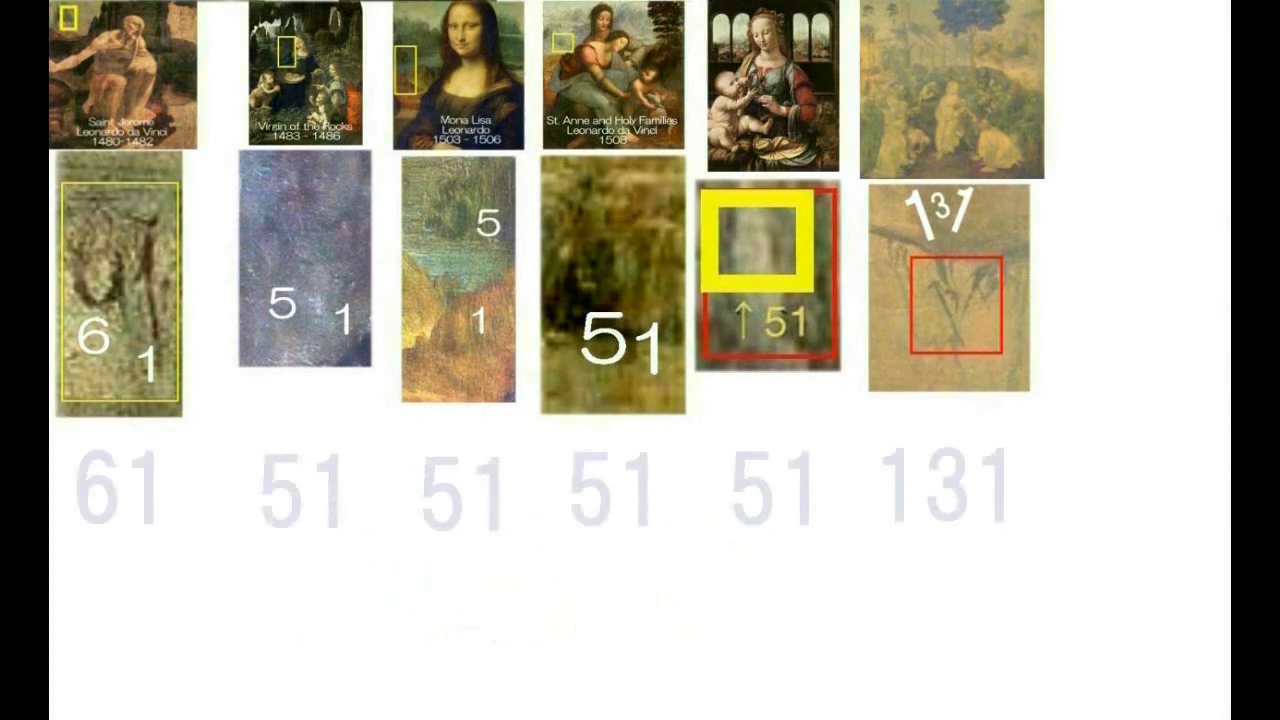 Saint Jerome
Leonardo da Vinci
1480-1482
Virgin of the Rocks
1483 - 1486
Mona Lisa
Leonardo
1503 - 1506
St. Anne and Holy Families
Leonardo da Vinci
1508
6
1
5
1
5
1
51
↑ 51
131
61
51
51
51
51
131